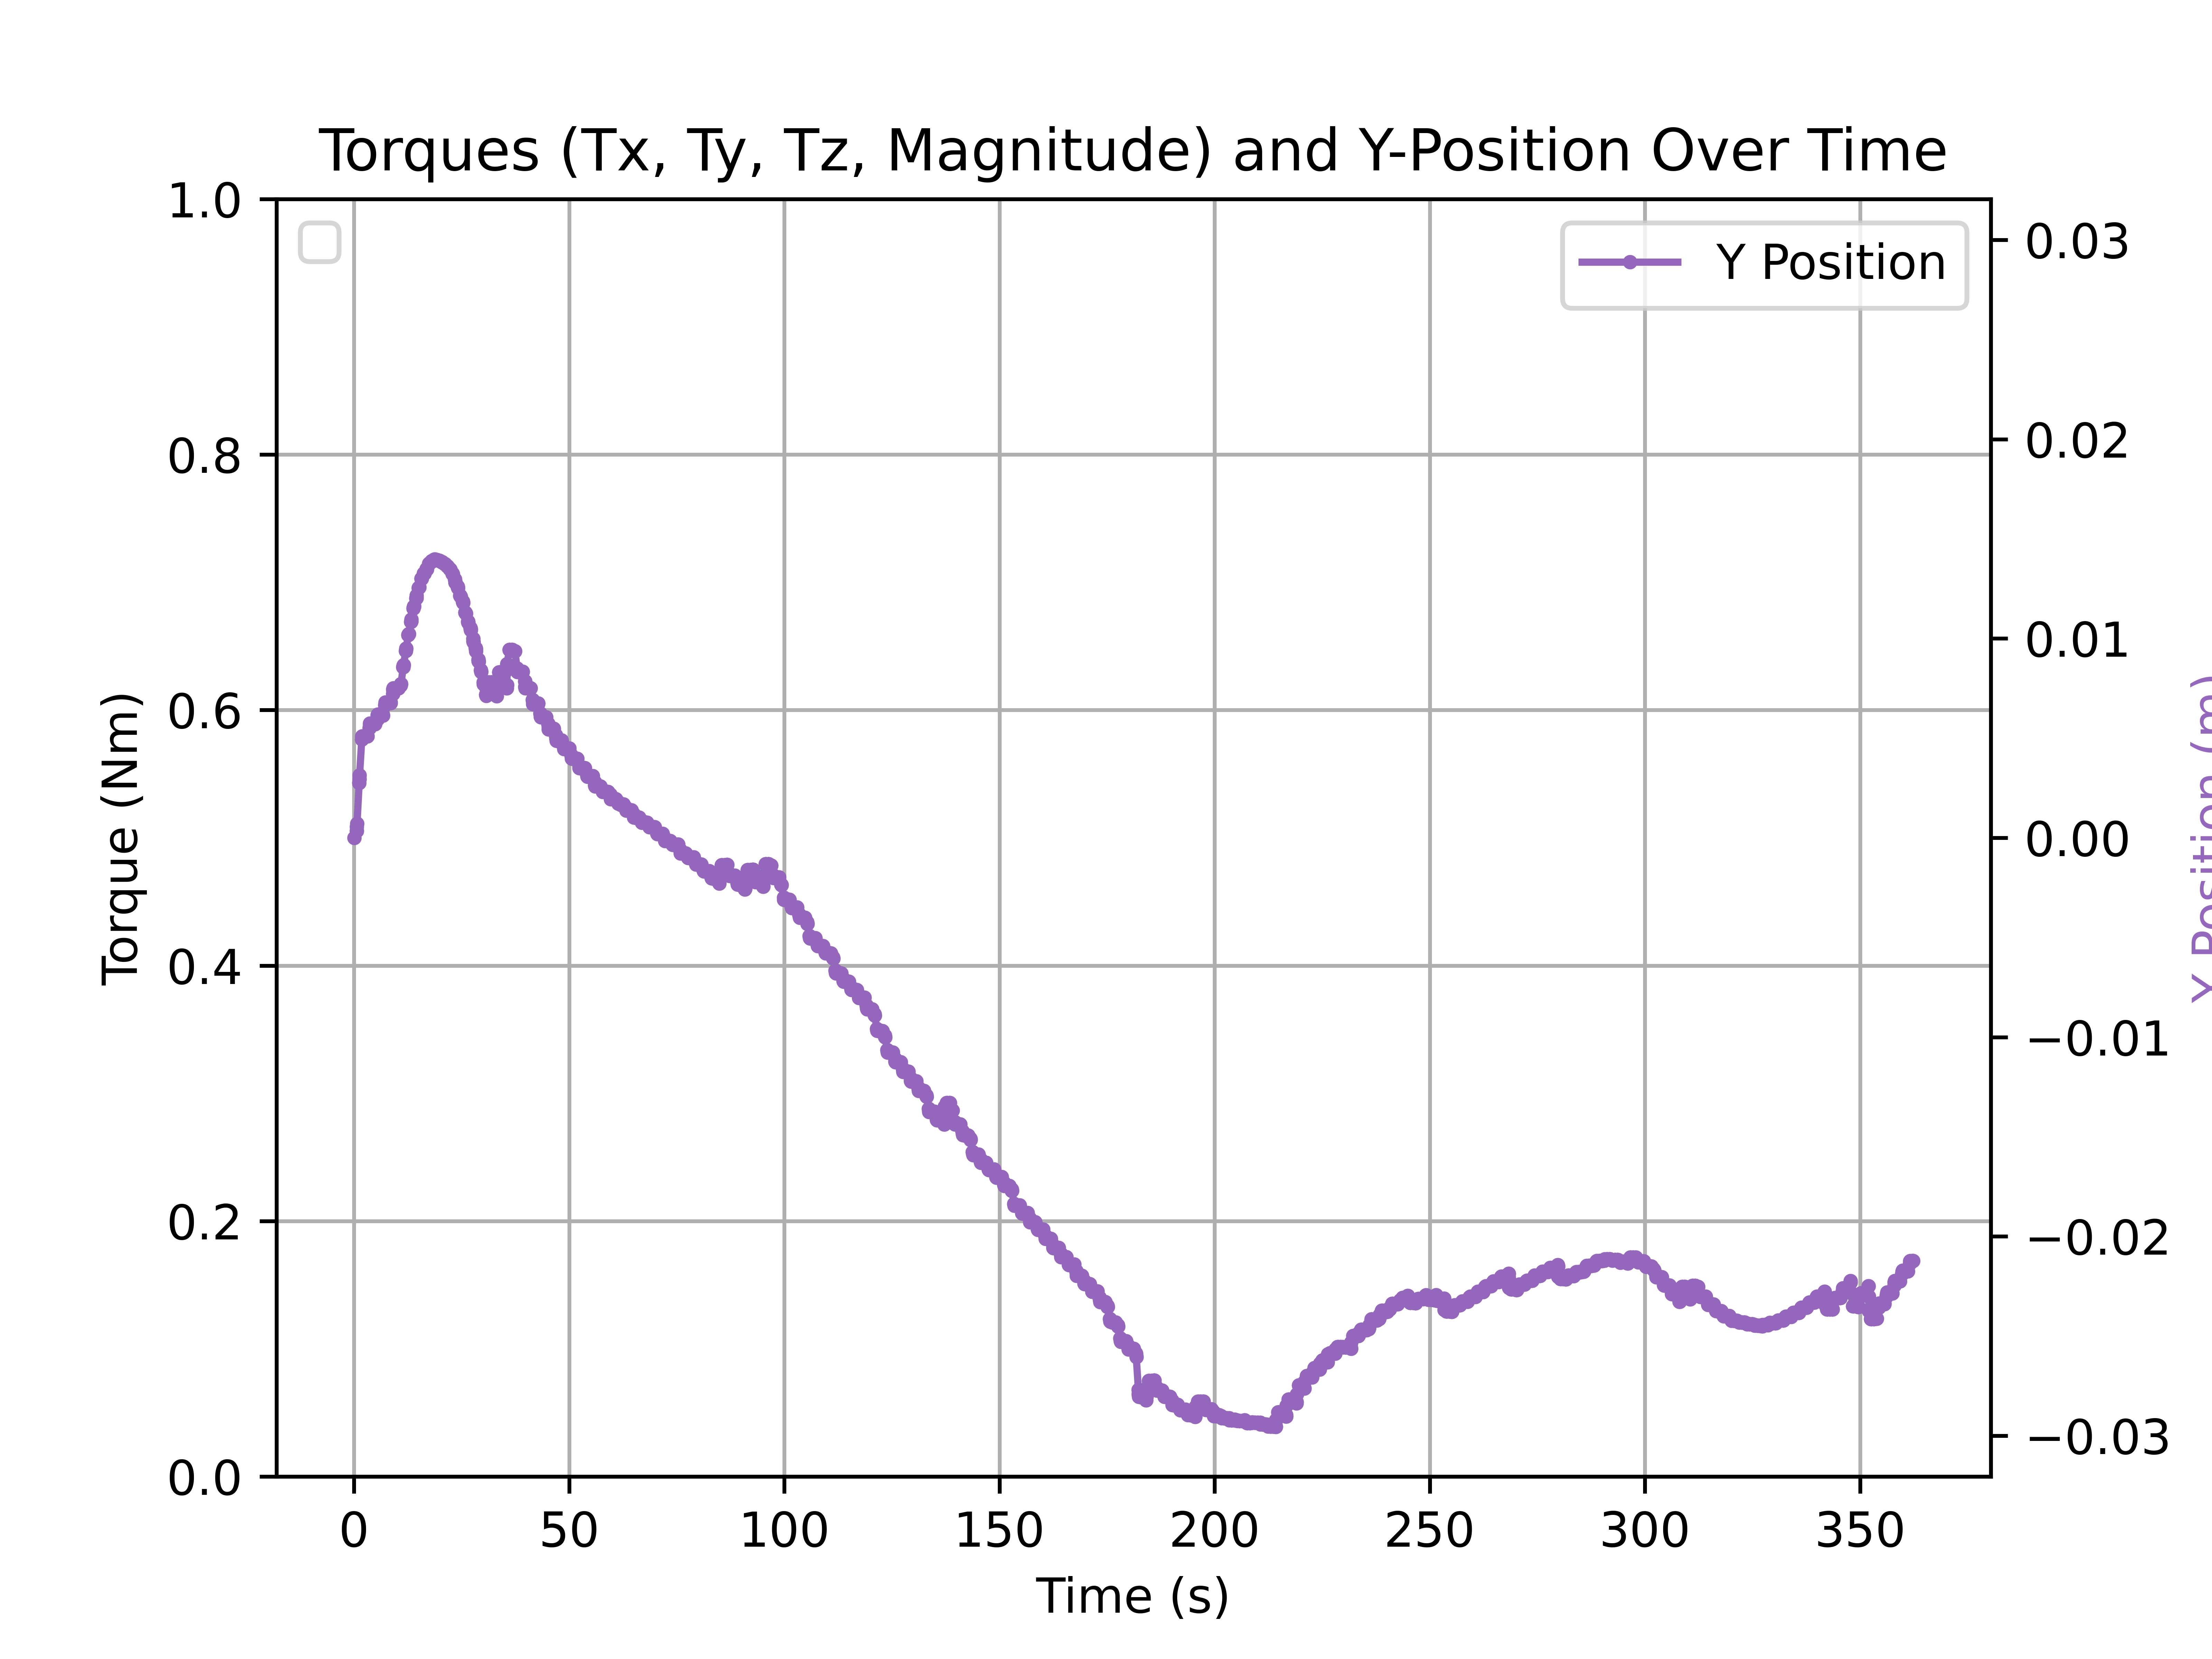 Torques (Tx, Ty, Tz, Magnitude) and Y-Position Over Time
Y Position
Torque (Nm)
1.0
0.8
0.6
0.4
0.2
0.0
0.03
0.02
0.01
0.00
−0.01
−0.02
−0.03
Y Position (m)
0 50 100 150 200 250 300 350
Time (s)